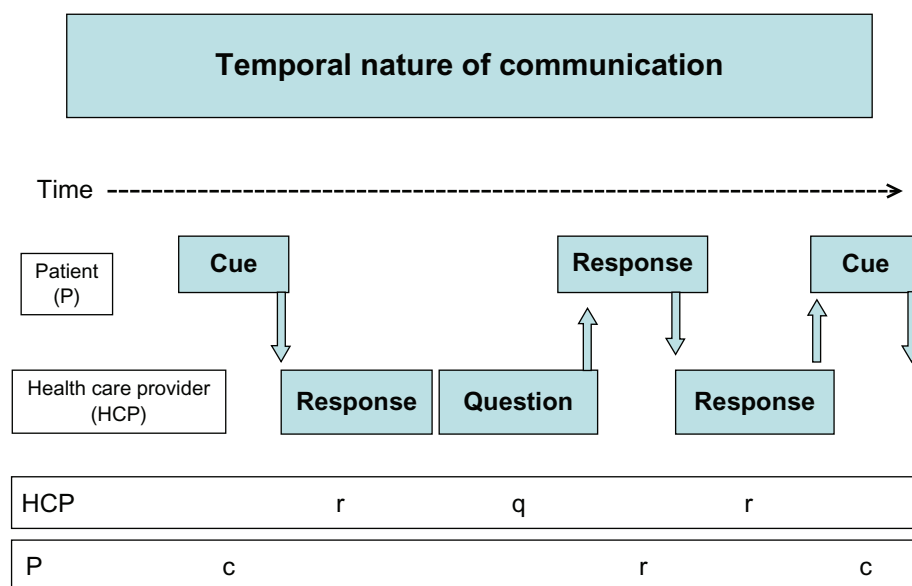 Temporal nature of communication
Time
Patient
(P)
Cue
Response
Cue
Health care provider
(HCP)
Response
Question
Response
HCP r q r
P c r c